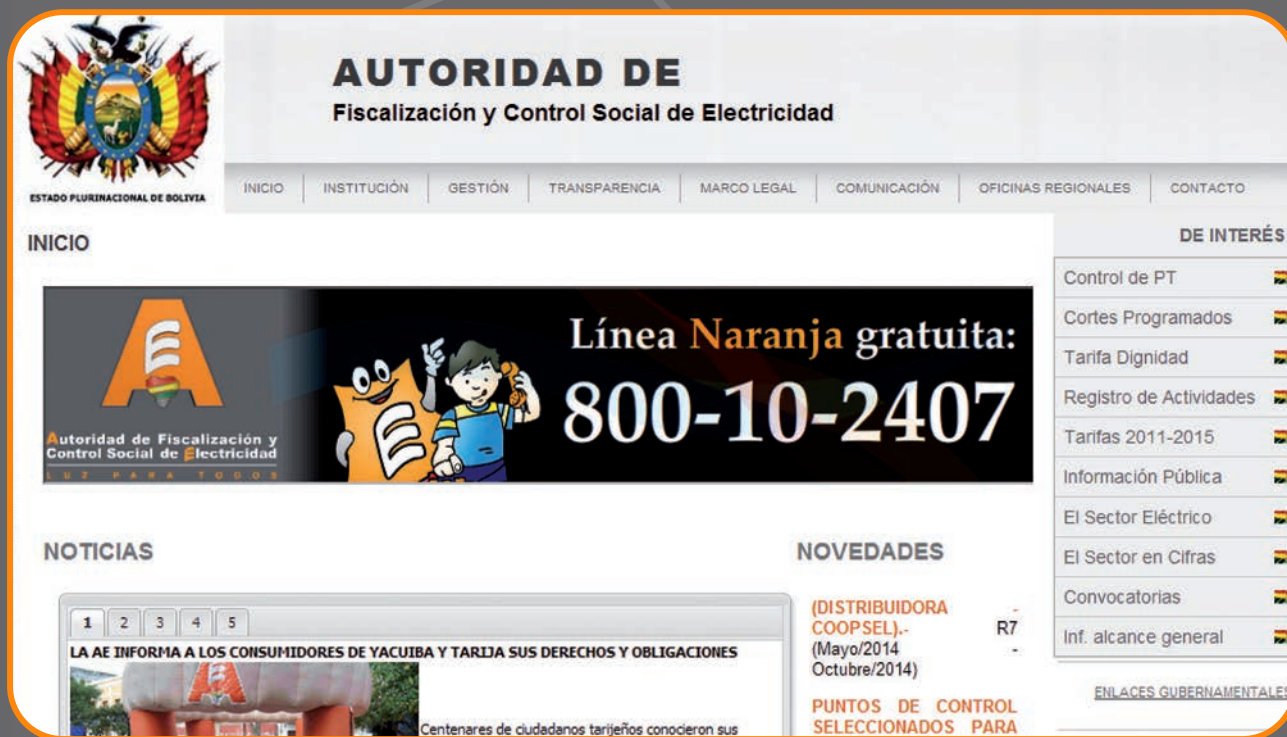 AUTORIDAD DE
Fiscalización y Control Social de Electricidad
ESTADO PLURINACIONAL DE BOLIVIA
INICIO
INSTITUCIÓN
GESTIÓN
TRANSPARENCIA
MARCO LEGAL
COMUNICACIÓN
OFICINAS REGIONALES
CONTACTO
INICIO
AE
Autoridad de Fiscalización y
Control Social de Electricidad
LUZ PARA TODOS
E
Línea Naranja gratuita:
800-10-2407
NOTICIAS
1 2 3 4 5
LA AE INFORMA A LOS CONSUMIDORES DE YACUIBA Y TARIJA SUS DERECHOS Y OBLIGACIONES
Centenares de ciudadanos tarijeños conocieron sus
NOVEDADES
(DISTRIBUIDORA -
COOPSEL).- R7
(Mayo/2014 -
Octubre/2014)
PUNTOS DE CONTROL
SELECCIONADOS PARA
DE INTERÉS
Control de PT
Cortes Programados
Tarifa Dignidad
Registro de Actividades
Tarifas 2011-2015
Información Pública
El Sector Eléctrico
El Sector en Cifras
Convocatorias
Inf. alcance general
ENLACES GUBERNAMENTALES